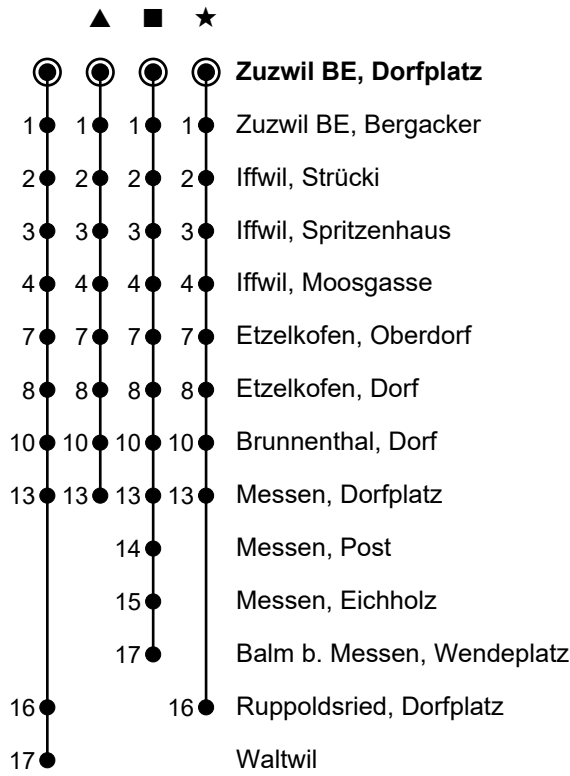 ▲ ■ ★
Zuzwil BE, Dorfplatz
1 1 1 1 Zuzwil BE, Bergacker
2 2 2 2 Iffwil, Strücki
3 3 3 3 Iffwil, Spritzenhaus
4 4 4 4 Iffwil, Moosgasse
7 7 7 7 Etzelkofen, Oberdorf
8 8 8 8 Etzelkofen, Dorf
10 10 10 10 Brunnenthal, Dorf
13 13 13 13 Messen, Dorfplatz
14 Messen, Post
15 Messen, Eichholz
17 Balm b. Messen, Wendeplatz
16 16 Ruppoldsried, Dorfplatz
17 Waltwil